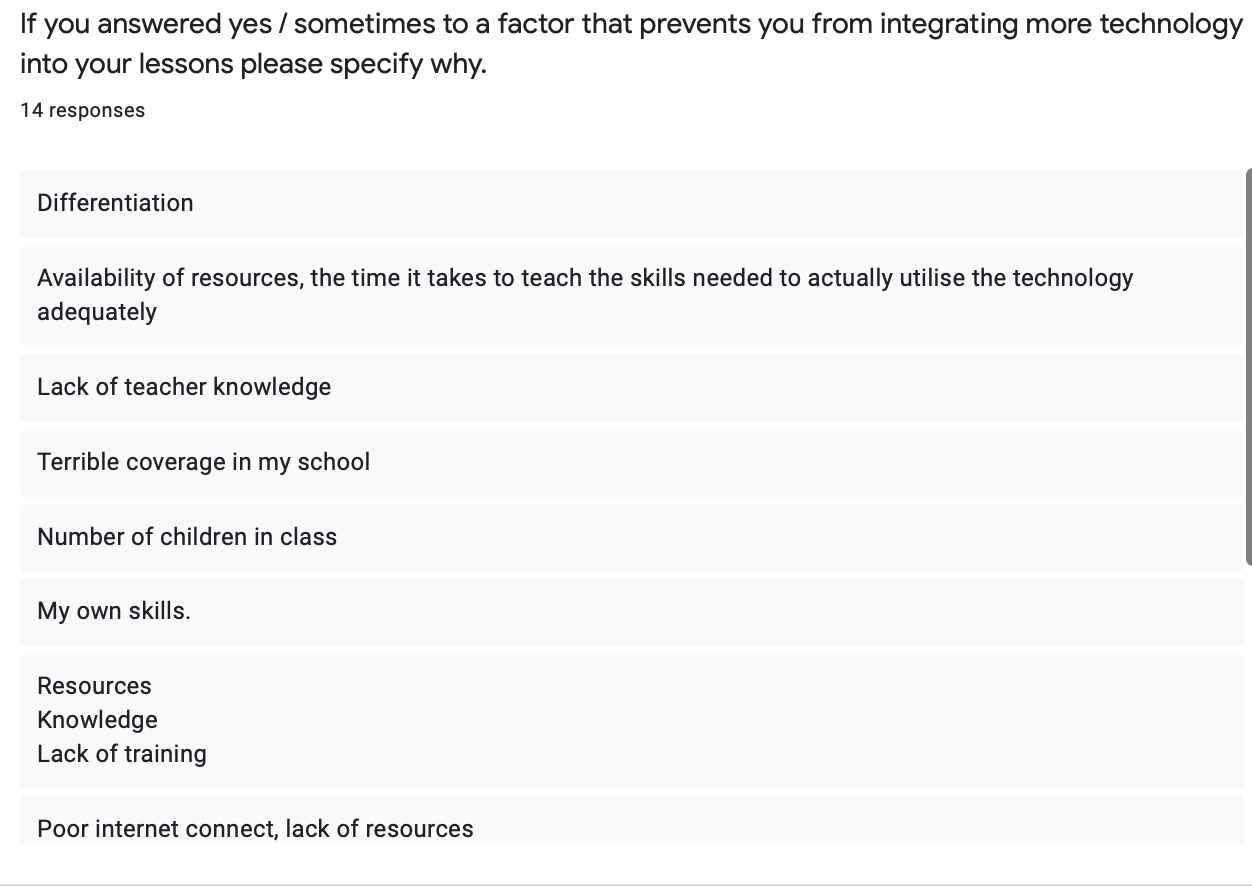 If you answered yes / sometimes to a factor that prevents you from integrating more technology
into your lessons please specify why.
14 responses
Differentiation
Availability of resources, the time it takes to teach the skills needed to actually utilise the technology
adequately
Lack of teacher knowledge
Terrible coverage in my school
Number of children in class
My own skills.
Resources
Knowledge
Lack of training
Poor internet connect, lack of resources